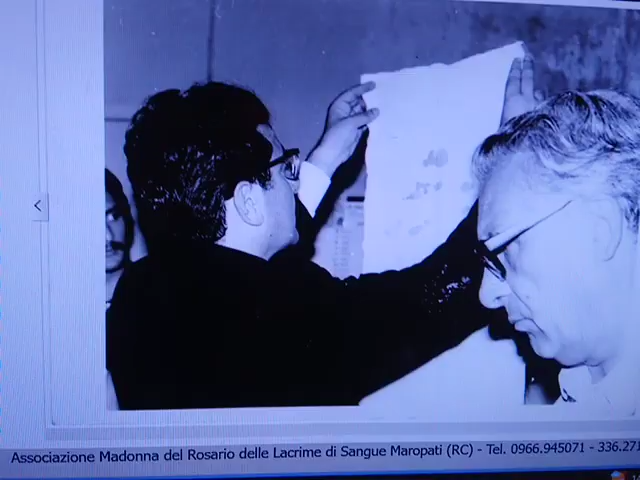 Associazione Madonna del Rosario delle Lacrime di Sangue Maropati (RC) - Tel. 0966.945071 - 336.271